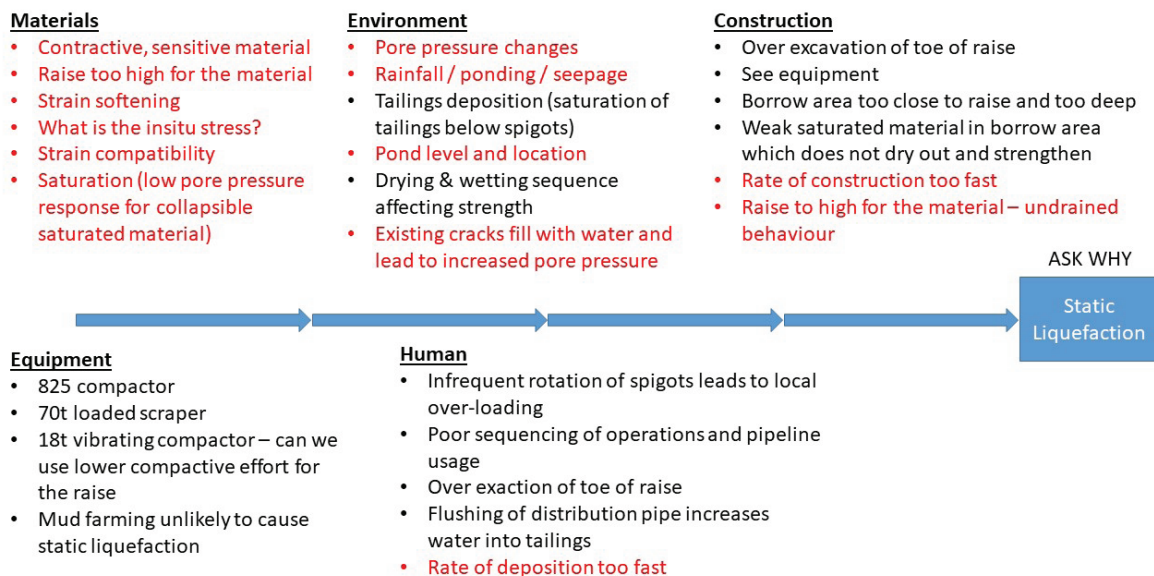 Materials
• Contractive, sensitive material
• Raise too high for the material
• Strain softening
• What is the insitu stress?
• Strain compatibility
• Saturation (low pore pressure
response for collapsible
saturated material)
Environment
• Pore pressure changes
• Rainfall / ponding / seepage
• Tailings deposition (saturation of
tailings below spigots)
• Pond level and location
• Drying & wetting sequence
affecting strength
• Existing cracks fill with water and
lead to increased pore pressure
Construction
• Over excavation of toe of raise
• See equipment
• Borrow area too close to raise and too deep
• Weak saturated material in borrow area
which does not dry out and strengthen
• Rate of construction too fast
• Raise to high for the material – undrained
behaviour
ASK WHY
Static
Liquefaction
Equipment
• 825 compactor
• 70t loaded scraper
• 18t vibrating compactor – can we
use lower compactive effort for
the raise
• Mud farming unlikely to cause
static liquefaction
Human
• Infrequent rotation of spigots leads to local
over-loading
• Poor sequencing of operations and pipeline
usage
• Over exaction of toe of raise
• Flushing of distribution pipe increases
water into tailings
• Rate of deposition too fast